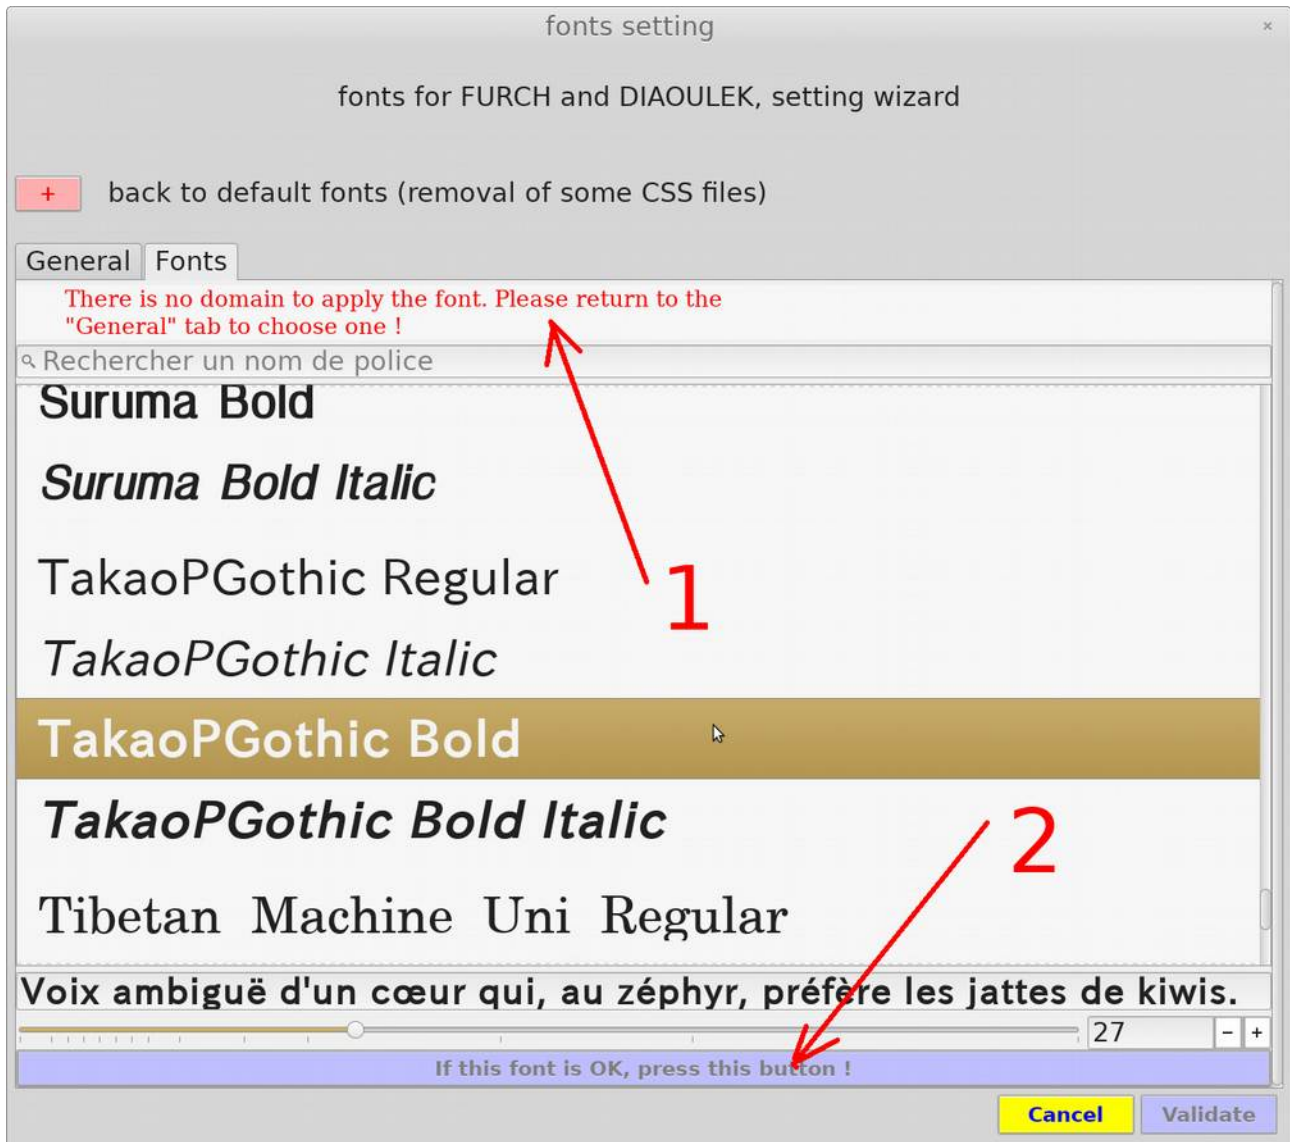 fonts setting
×
fonts for FURCH and DIAOULEK, setting wizard
+ back to default fonts (removal of some CSS files)
General Fonts
There is no domain to apply the font. Please return to the
"General" tab to choose one !
Rechercher un nom de police
Suruma Bold
Suruma Bold Italic
TakaoPGothic Regular
1
TakaoPGothic Italic
TakaoPGothic Bold
TakaoPGothic Bold Italic
2
Tibetan Machine Uni Regular
Voix ambiguë d'un cœur qui, au zéphyr, préfère les jattes de kiwis.
27 − +
If this font is OK, press this button !
Cancel Validate